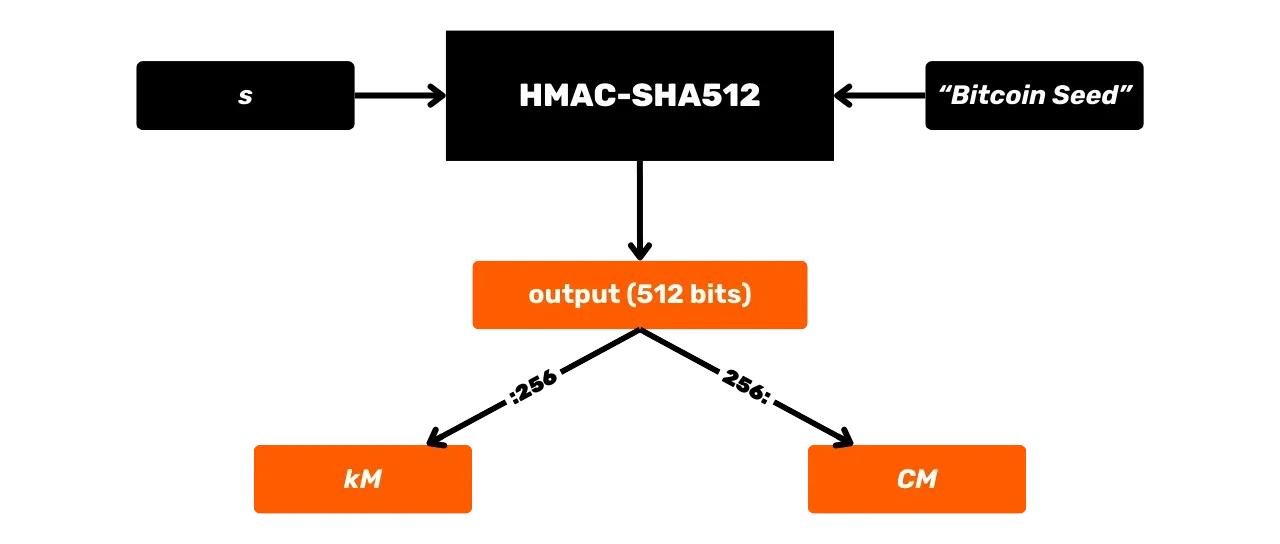 s
HMAC-SHA512
“Bitcoin Seed”
output (512 bits)
:256
256:
kM
CM